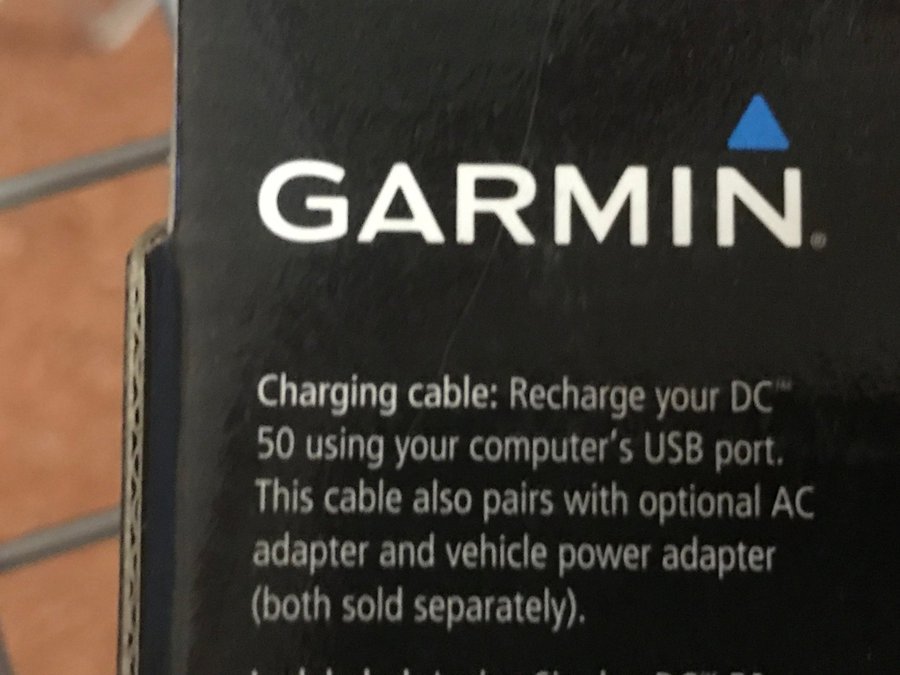 GARMIN®
Charging cable: Recharge your DC™
50 using your computer's USB port.
This cable also pairs with optional AC
adapter and vehicle power adapter
(both sold separately).